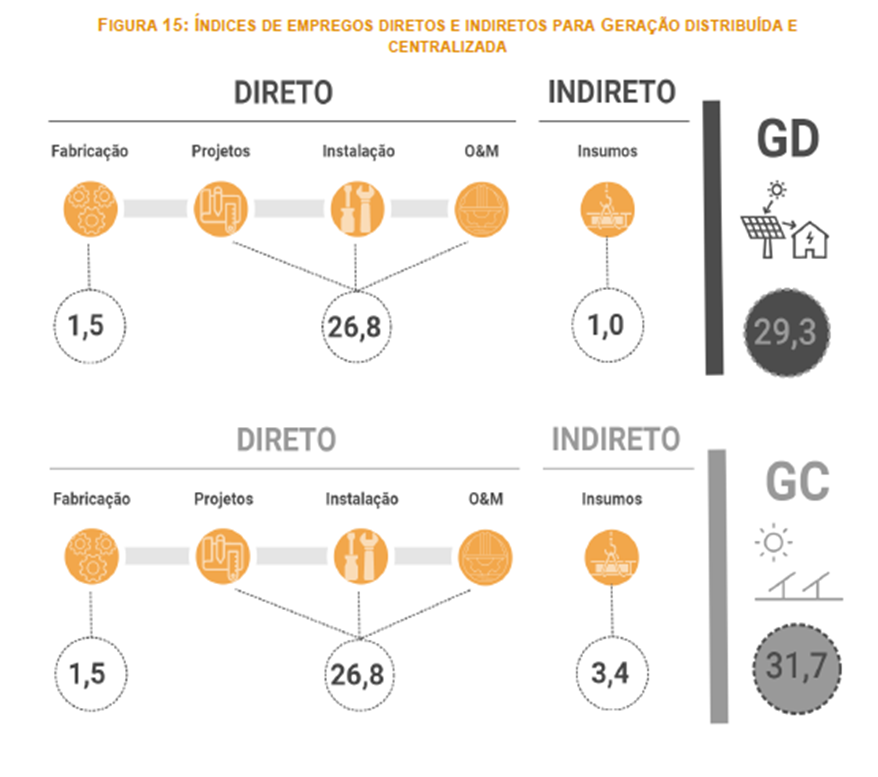 FIGURA 15: ÍNDICES DE EMPREGOS DIRETOS E INDIRETOS PARA GERAÇÃO DISTRIBUÍDA E
CENTRALIZADA
DIRETO
INDIRETO
Fabricação
Projetos
Instalação
O&M
Insumos
GD
1,5
26,8
1,0
29,3
DIRETO
INDIRETO
Fabricação
Projetos
Instalação
O&M
Insumos
GC
1,5
26,8
3,4
31,7